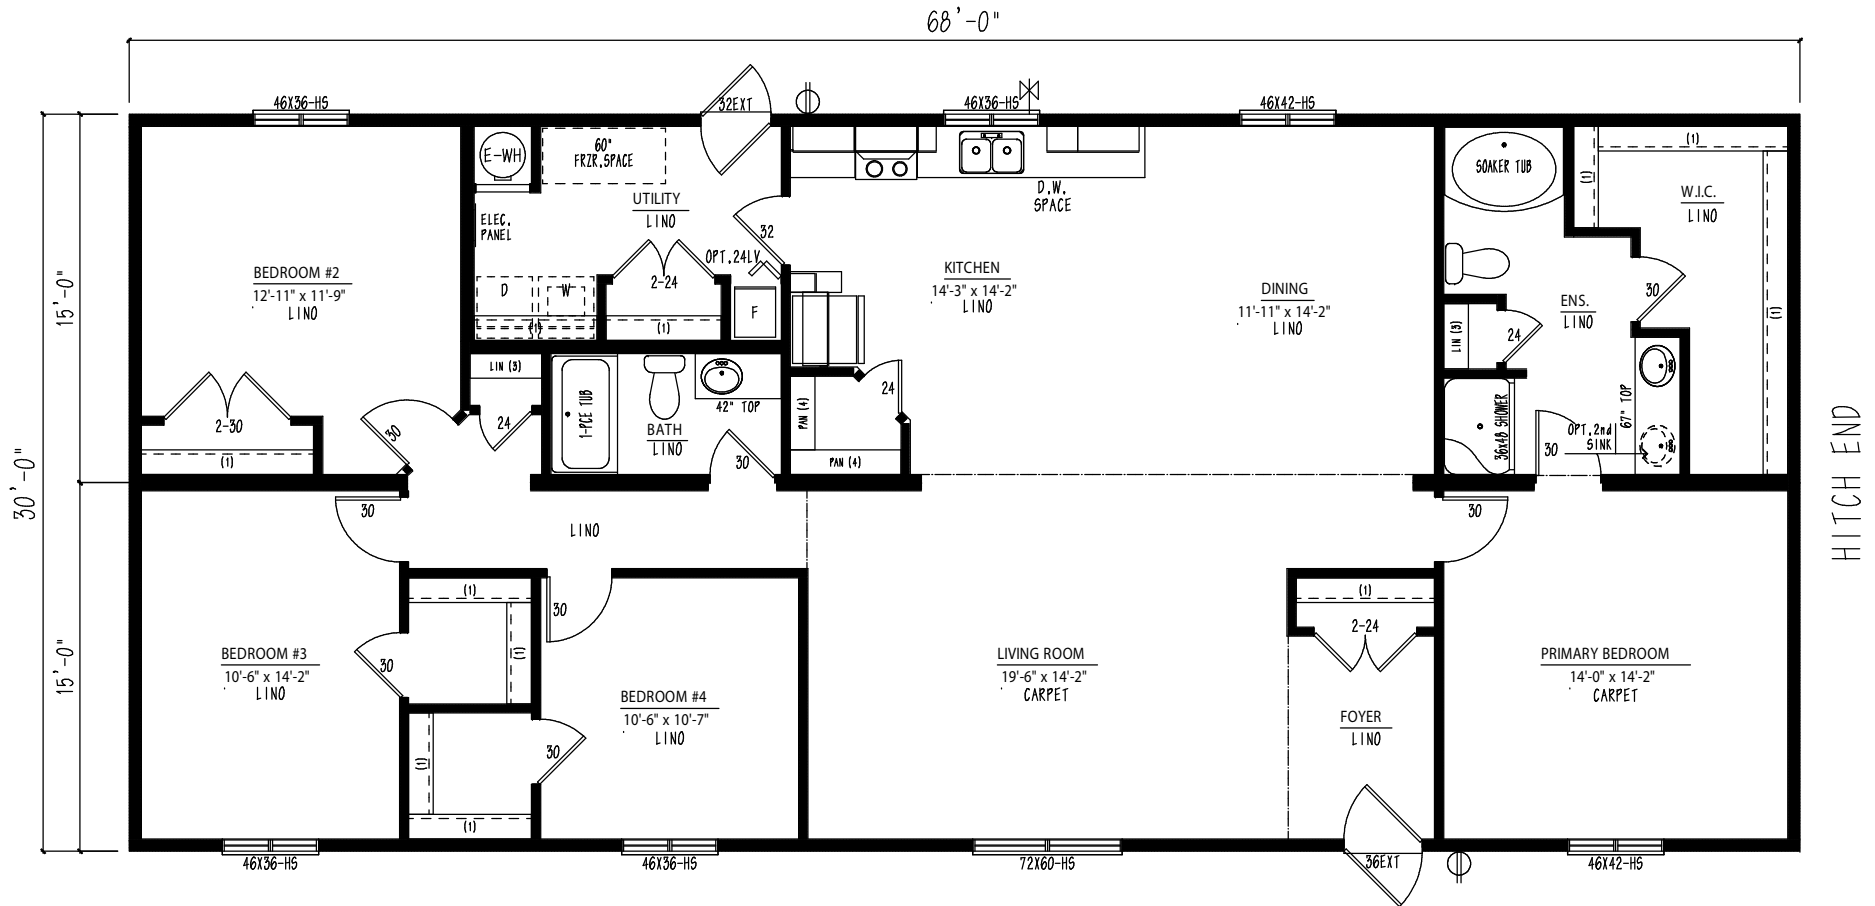 68'-0"
46X36-HS
32EXT
46X36-HS
46X42-HS
E-WH
60"
FRZR.SPACE
SOAKER TUB
(1)
(1)
W.I.C.
LINO
UTILITY
LINO
D.W.
SPACE
ELEC.
PANEL
32
OPT.24LV
BEDROOM #2
12'-11" x 11'-9"
LINO
KITCHEN
14'-3" x 14'-2"
LINO
DINING
11'-11" x 14'-2"
LINO
ENS.
LINO
30
15'-0"
D
W
2-24
F
(1)
(1)
(1)
LIN (3)
24
LIN (3)
24
1-PCE TUB
42" TOP
BATH
LINO
30
24
PAN (4)
PAN (4)
2-30
(1)
30
36x48 SHOWER
OPT.2nd
SINK
67" TOP
30
HITCH END
30'-0"
30
LINO
30
(1)
30
(1)
2-24
15'-0"
BEDROOM #3
10'-6" x 14'-2"
LINO
30
(1)
BEDROOM #4
10'-6" x 10'-7"
LINO
LIVING ROOM
19'-6" x 14'-2"
CARPET
PRIMARY BEDROOM
14'-0" x 14'-2"
CARPET
FOYER
LINO
30
(1)
(1)
46X36-HS
46X36-HS
72X60-HS
36EXT
46X42-HS